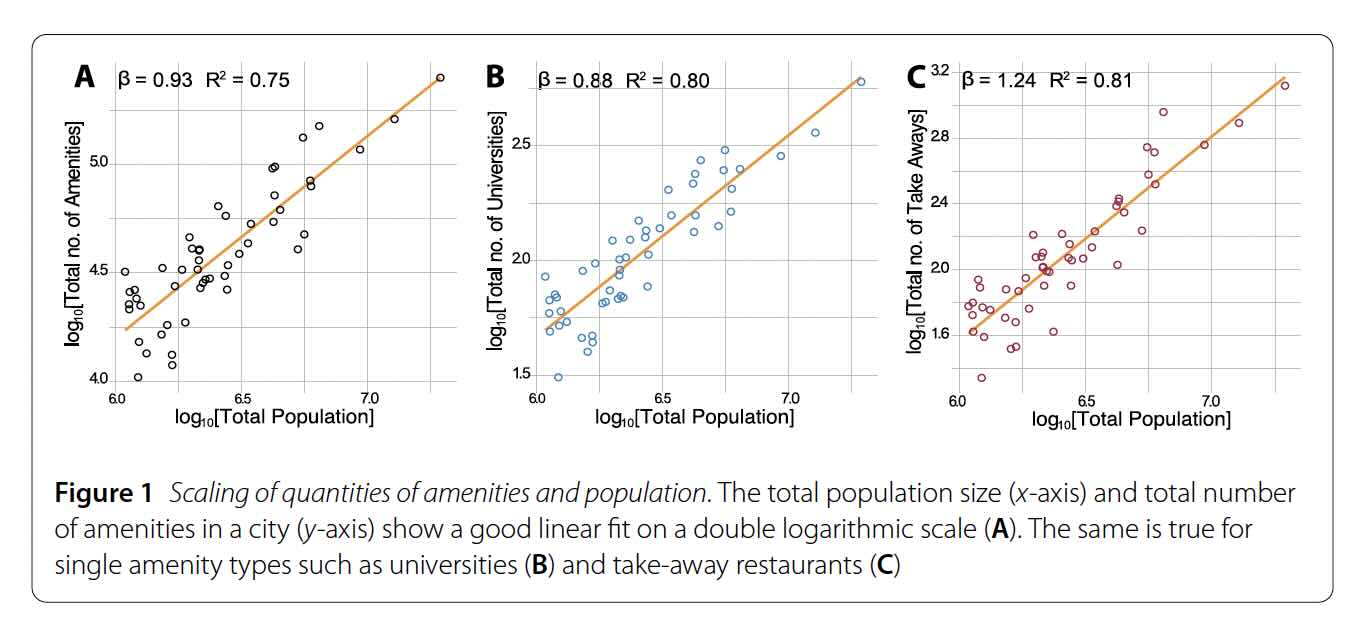 A β = 0.93 R² = 0.75
log₁₀[Total no. of Amenities]
5.0
4.5
4.0
6.0 6.5 7.0
log₁₀[Total Population]
B β = 0.88 R² = 0.80
log₁₀[Total no. of Universities]
2.5
2.0
1.5
6.0 6.5 7.0
log₁₀[Total Population]
C β = 1.24 R² = 0.81
log₁₀[Total no. of Take Aways]
32
28
24
20
1.6
6.0 6.5 7.0
log₁₀[Total Population]
Figure 1 Scaling of quantities of amenities and population. The total population size (x-axis) and total number
of amenities in a city (y-axis) show a good linear fit on a double logarithmic scale (A). The same is true for
single amenity types such as universities (B) and take-away restaurants (C)